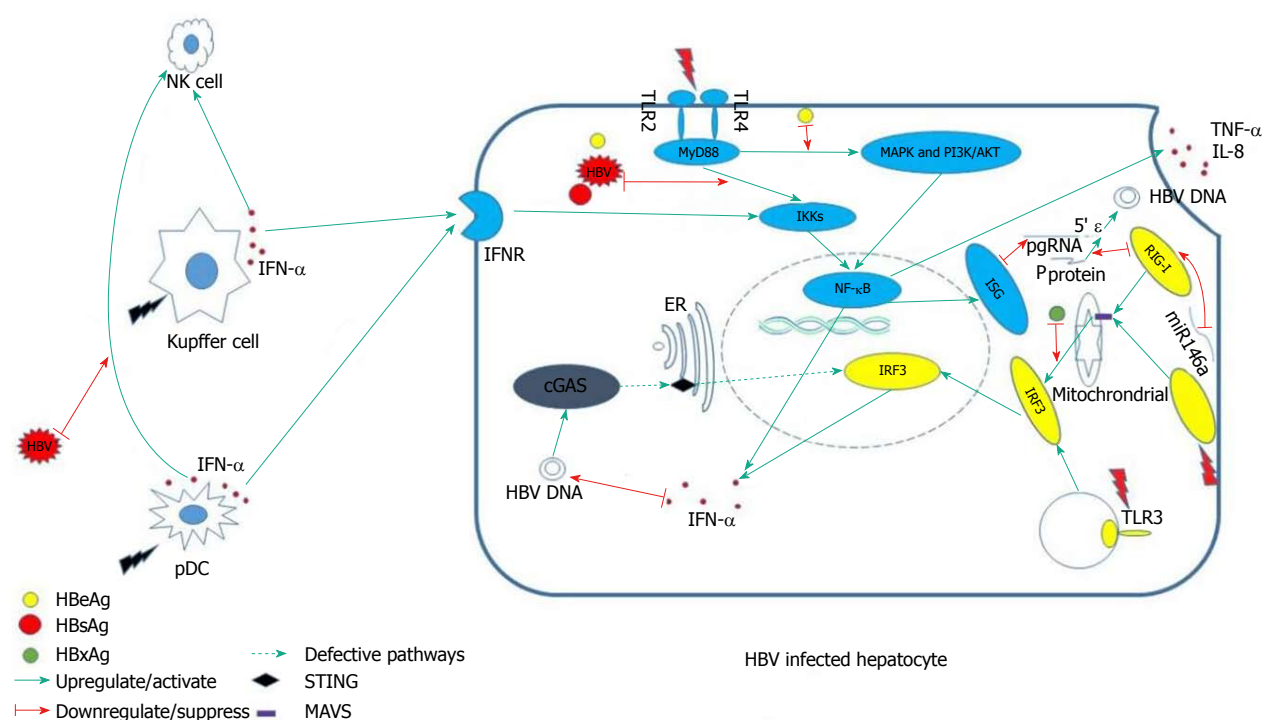 NK cell
IFN-α
Kupffer cell
HBV
IFN-α
pDC
TLR2
TLR4
MyD88
MAPK and PI3K/AKT
HBV
IKKs
IFNR
NF-κB
ER
cGAS
IRF3
HBV DNA
IFN-α
TNF-α
IL-8
HBV DNA
5' ε
pgRNA
Pprotein
RIG-I
ISG
miR146a
Mitochrondrial
IRF3
TLR3
HBeAg
HBsAg
HBxAg
Upregulate/activate
Downregulate/suppress
Defective pathways
STING
MAVS
HBV infected hepatocyte